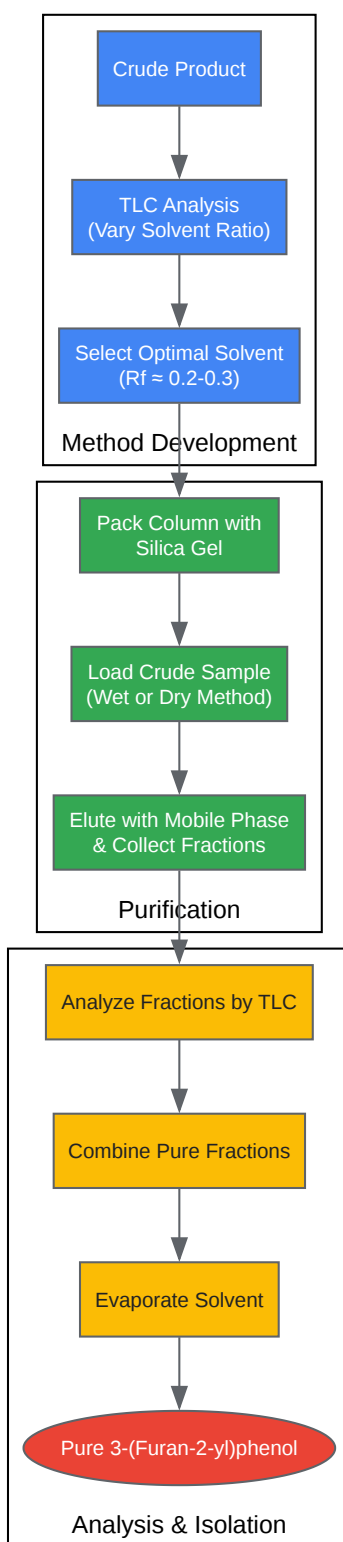 Crude Product
TLC Analysis
(Vary Solvent Ratio)
Select Optimal Solvent
(Rf ≈ 0.2-0.3)
Method Development
Pack Column with
Silica Gel
Load Crude Sample
(Wet or Dry Method)
Elute with Mobile Phase
& Collect Fractions
Purification
Analyze Fractions by TLC
Combine Pure Fractions
Evaporate Solvent
Pure 3-(Furan-2-yl)phenol
Analysis & Isolation